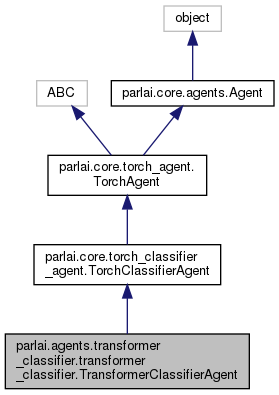 object
ABC
parlai.core.agents.Agent
parlai.core.torch_agent.
TorchAgent
parlai.core.torch_classifier
_agent.TorchClassifierAgent
parlai.agents.transformer
_classifier.transformer
_classifier.TransformerClassifierAgent